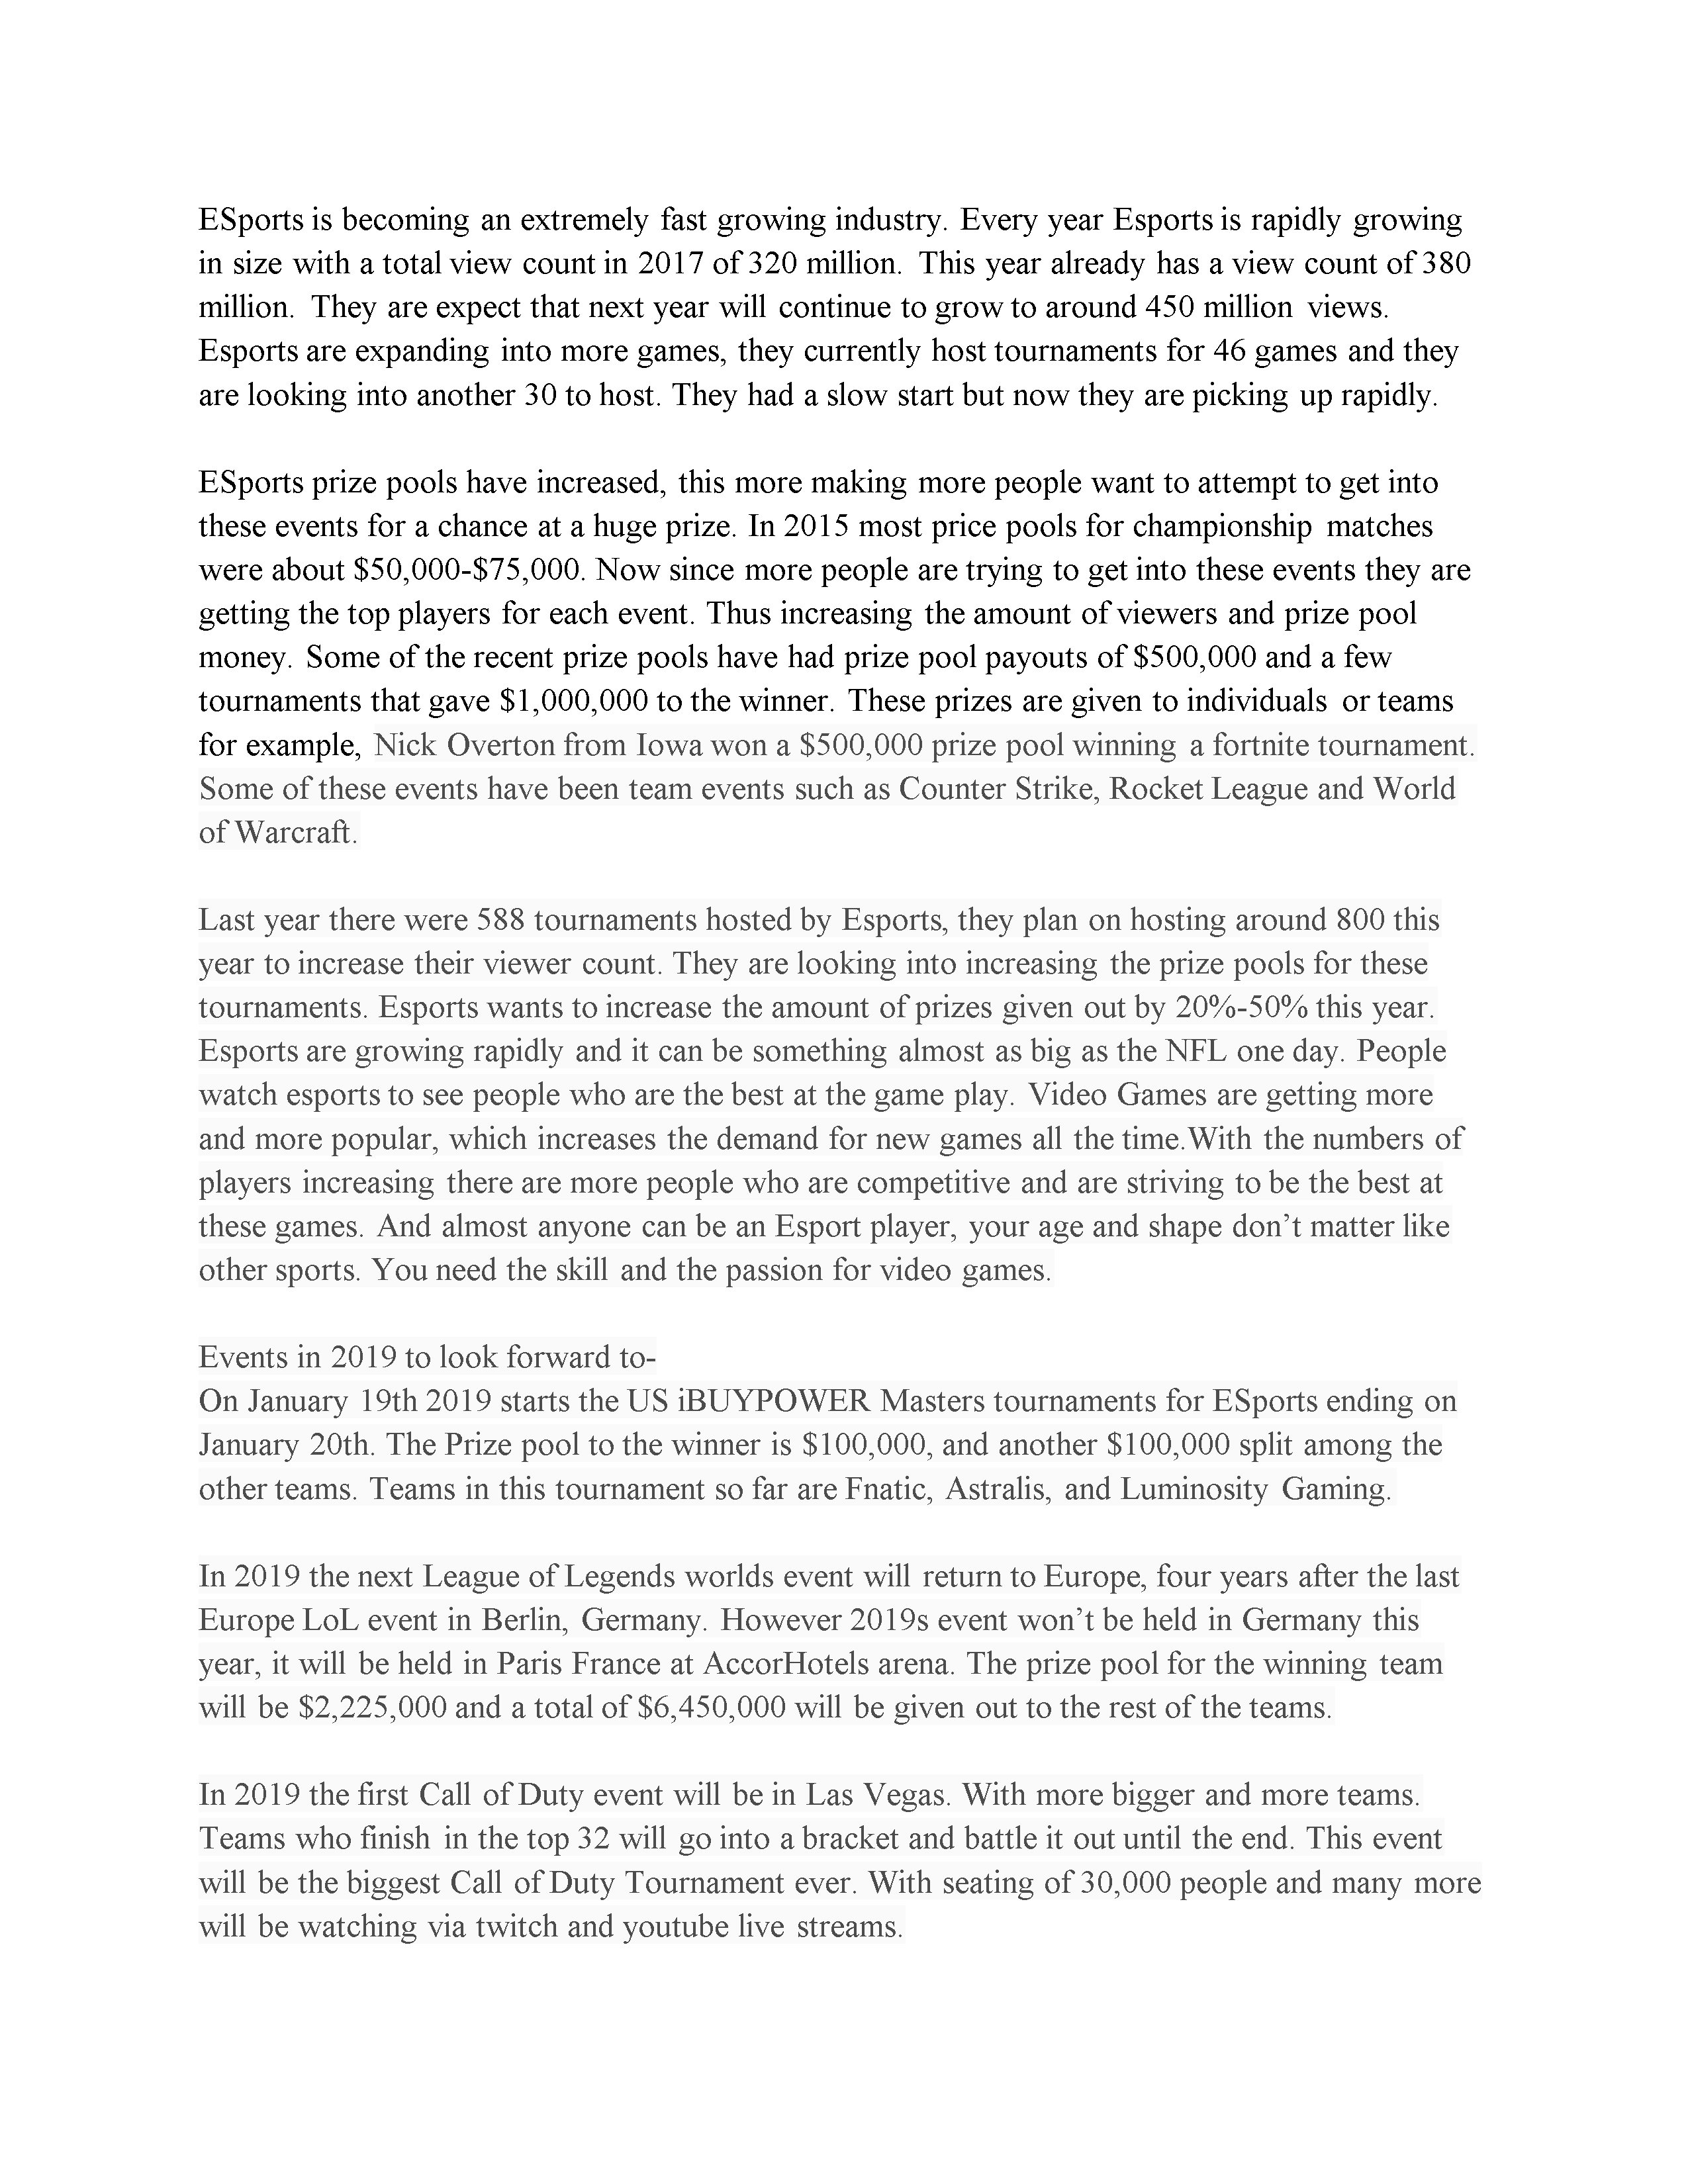 ESports is becoming an extremely fast growing industry. Every year Esports is rapidly growing
in size with a total view count in 2017 of 320 million. This year already has a view count of 380
million. They are expect that next year will continue to grow to around 450 million views.
Esports are expanding into more games, they currently host tournaments for 46 games and they
are looking into another 30 to host. They had a slow start but now they are picking up rapidly.

ESports prize pools have increased, this more making more people want to attempt to get into
these events for a chance at a huge prize. In 2015 most price pools for championship matches
were about $50,000-$75,000. Now since more people are trying to get into these events they are
getting the top players for each event. Thus increasing the amount of viewers and prize pool
money. Some of the recent prize pools have had prize pool payouts of $500,000 and a few
tournaments that gave $1,000,000 to the winner. These prizes are given to individuals or teams
for example, Nick Overton from Iowa won a $500,000 prize pool winning a fortnite tournament.
Some of these events have been team events such as Counter Strike, Rocket League and World
of Warcraft.

Last year there were 588 tournaments hosted by Esports, they plan on hosting around 800 this
year to increase their viewer count. They are looking into increasing the prize pools for these
tournaments. Esports wants to increase the amount of prizes given out by 20%-50% this year.
Esports are growing rapidly and it can be something almost as big as the NFL one day. People
watch esports to see people who are the best at the game play. Video Games are getting more
and more popular, which increases the demand for new games all the time.With the numbers of
players increasing there are more people who are competitive and are striving to be the best at
these games. And almost anyone can be an Esport player, your age and shape don’t matter like
other sports. You need the skill and the passion for video games.

Events in 2019 to look forward to-
On January 19th 2019 starts the US iBUYPOWER Masters tournaments for ESports ending on
January 20th. The Prize pool to the winner is $100,000, and another $100,000 split among the
other teams. Teams in this tournament so far are Fnatic, Astralis, and Luminosity Gaming.

In 2019 the next League of Legends worlds event will return to Europe, four years after the last
Europe LoL event in Berlin, Germany. However 2019s event won’t be held in Germany this
year, it will be held in Paris France at AccorHotels arena. The prize pool for the winning team
will be $2,225,000 and a total of $6,450,000 will be given out to the rest of the teams.

In 2019 the first Call of Duty event will be in Las Vegas. With more bigger and more teams.
Teams who finish in the top 32 will go into a bracket and battle it out until the end. This event
will be the biggest Call of Duty Tournament ever. With seating of 30,000 people and many more
will be watching via twitch and youtube live streams.